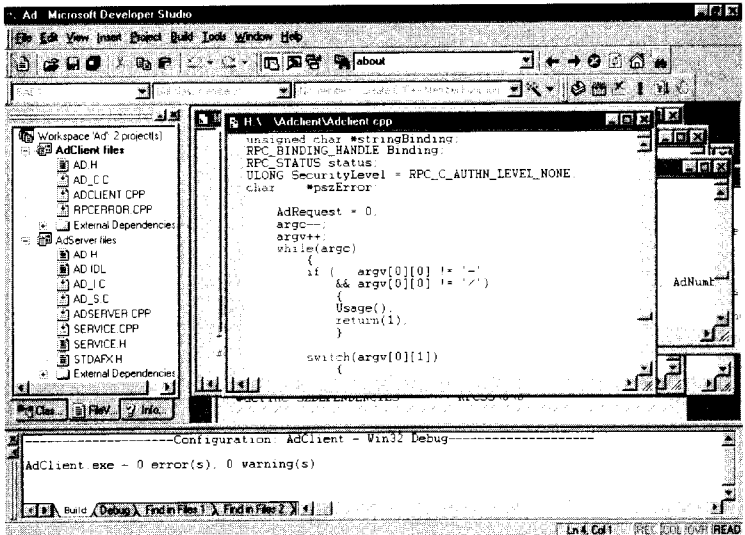 Ad Microsoft Developer Studio
File Edit View Insert Project Build Tools Window Help
about
Workspace 'Ad' 2 project(s)
AdClient files
AD.H
AD_C.C
ADCLIENT.CPP
RPCERROR.CPP
External Dependencies
AdServer files
AD.H
AD.IDL
AD_I.C
AD_S.C
ADSERVER.CPP
SERVICE.CPP
SERVICE.H
STDAFX.H
External Dependencies
Clas...
FileV...
Info...
H:\ \Adclient\Adclient.cpp
unsigned char *stringBinding;
RPC_BINDING_HANDLE Binding;
RPC_STATUS status;
ULONG SecurityLevel = RPC_C_AUTHN_LEVEL_NONE;
char *pszError;
AdRequest = 0;
argc--;
argv++;
while(argc)
{
if ( argv[0][0] != '-'
&& argv[0][0] != '/')
{
Usage();
return(1);
}
switch(argv[0][1])
{
AdNumb
Configuration: AdClient - Win32 Debug
AdClient.exe - 0 error(s), 0 warning(s)
Build Debug Find in Files 1 Find in Files 2
Ln 4, Col 1 REC COL OVR READ